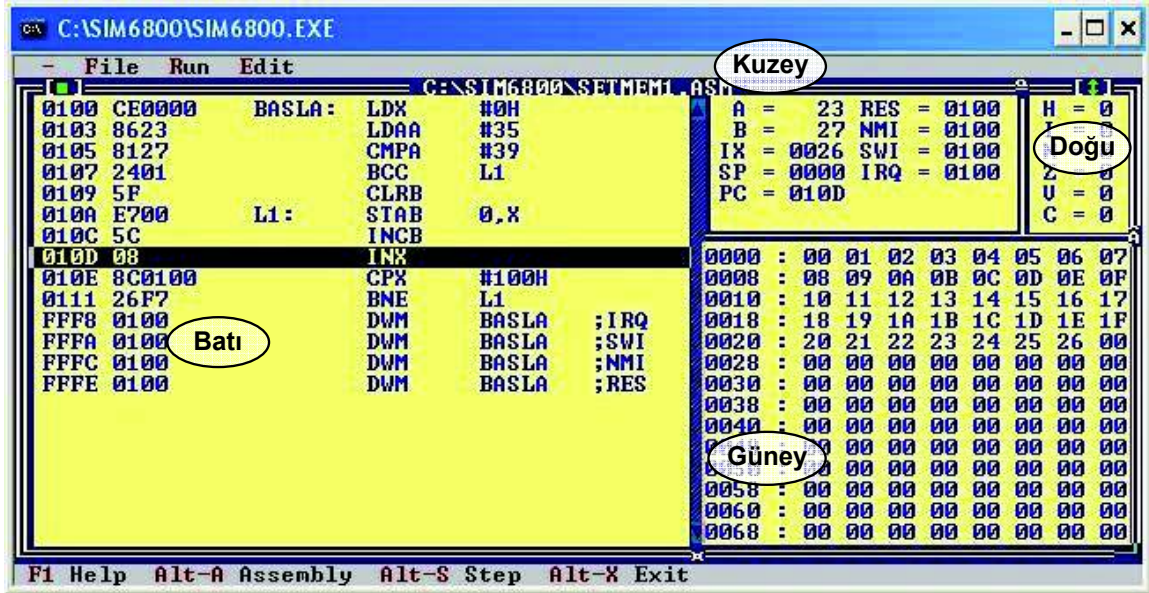 C:\SIM6800\SIM6800.EXE
- File Run Edit
C:\SIM6800\SETMEM1.ASM
Kuzey
0100 CE0000 BASLA: LDX #0H
0103 8623 LDAA #35
0105 8127 CMPA #39
0107 2401 BCC L1
0109 5F CLRB
010A E700 L1: STAB 0,X
010C 5C INCB
010D 08 INX
010E 8C0100 CPX #100H
0111 26F7 BNE L1
FFF8 0100 DWM BASLA ;IRQ
FFFA 0100 DWM BASLA ;SWI
FFFC 0100 DWM BASLA ;NMI
FFFE 0100 DWM BASLA ;RES
Batı
A = 23 RES = 0100
B = 27 NMI = 0100
IX = 0026 SWI = 0100
SP = 0000 IRQ = 0100
PC = 010D
H = 0
Doğu
Z = 0
V = 0
C = 0
0000 : 00 01 02 03 04 05 06 07
0008 : 08 09 0A 0B 0C 0D 0E 0F
0010 : 10 11 12 13 14 15 16 17
0018 : 18 19 1A 1B 1C 1D 1E 1F
0020 : 20 21 22 23 24 25 26 00
0028 : 00 00 00 00 00 00 00 00
0030 : 00 00 00 00 00 00 00 00
0038 : 00 00 00 00 00 00 00 00
0040 : 00 00 00 00 00 00 00 00
00 00 00 00 00 00 00
Güney
00 00 00 00 00 00 00
0058 : 00 00 00 00 00 00 00 00
0060 : 00 00 00 00 00 00 00 00
0068 : 00 00 00 00 00 00 00 00
F1 Help Alt-A Assembly Alt-S Step Alt-X Exit